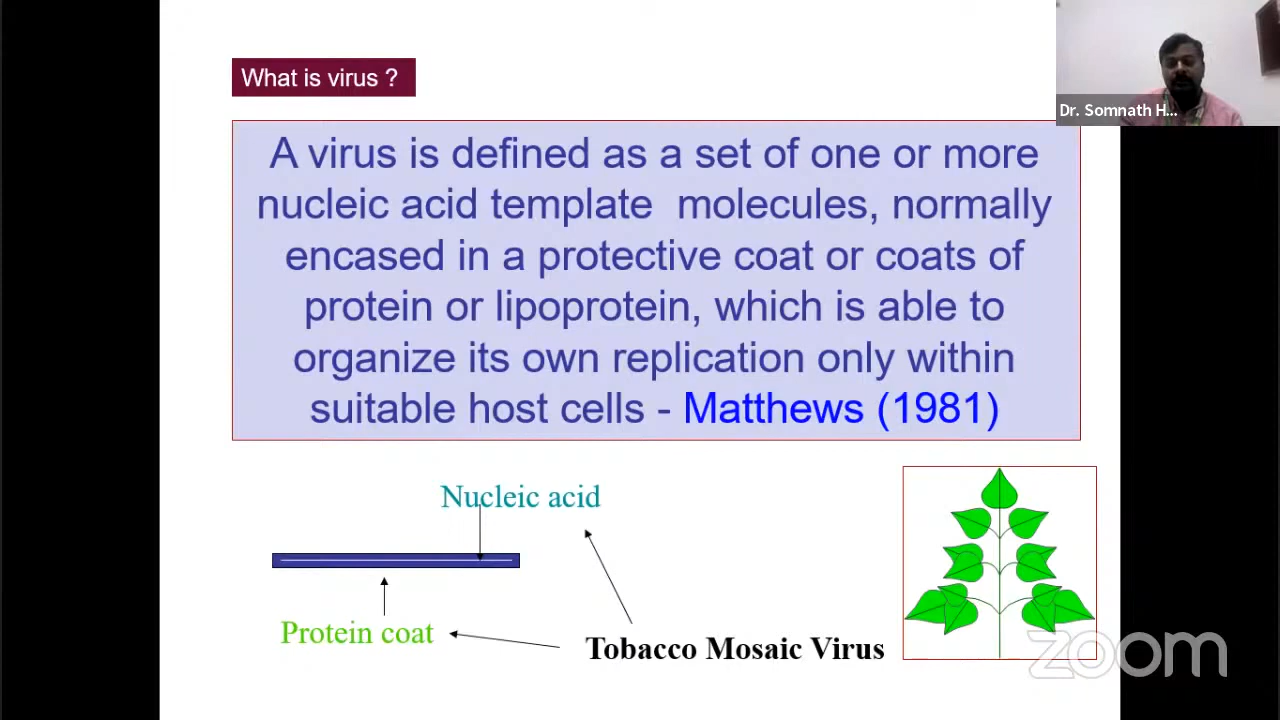 What is virus ?
Dr. Somnath H...
A virus is defined as a set of one or more
nucleic acid template molecules, normally
encased in a protective coat or coats of
protein or lipoprotein, which is able to
organize its own replication only within
suitable host cells - Matthews (1981)
Nucleic acid
Protein coat
Tobacco Mosaic Virus
zoom